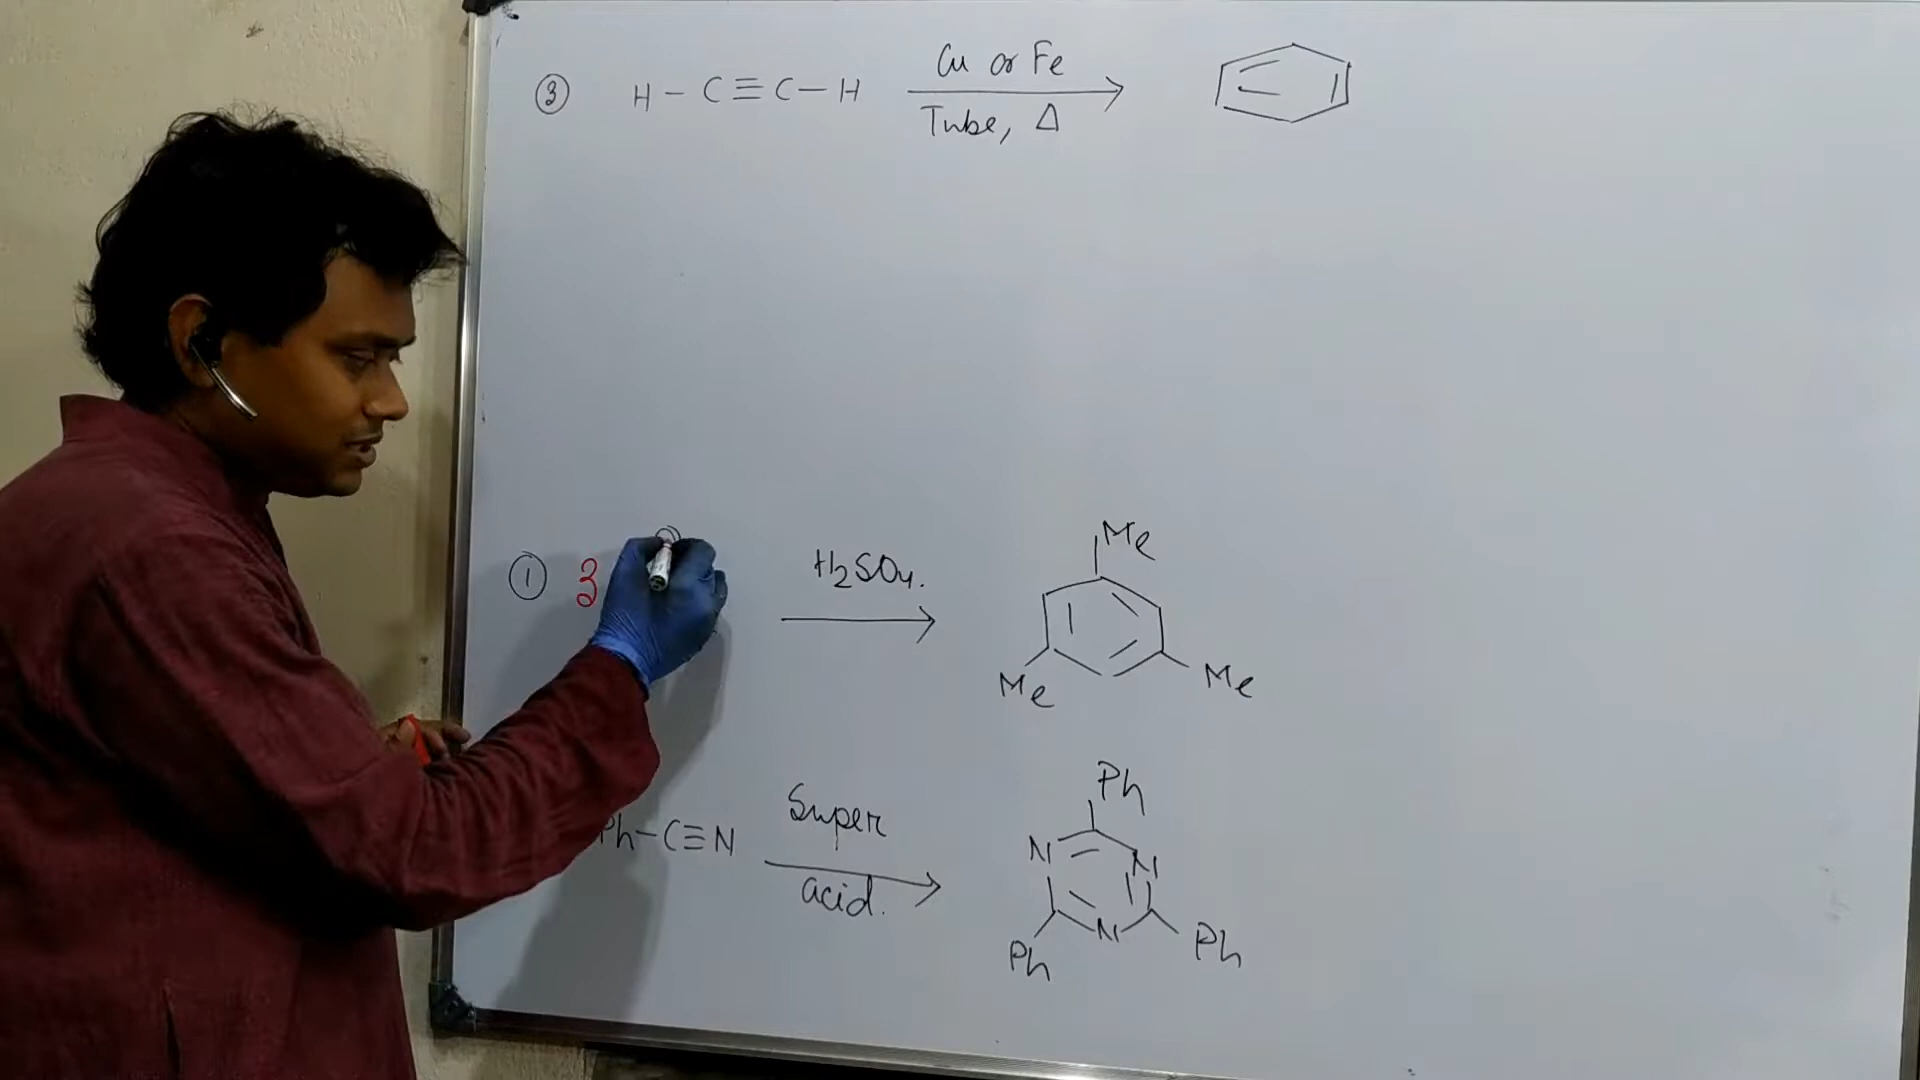 ③ H-C≡C-H Cu or Fe
Tube, Δ
① 3 H₂SO₄. Me
Me Me
Ph-C≡N Super
acid. Ph
N N
N
Ph Ph